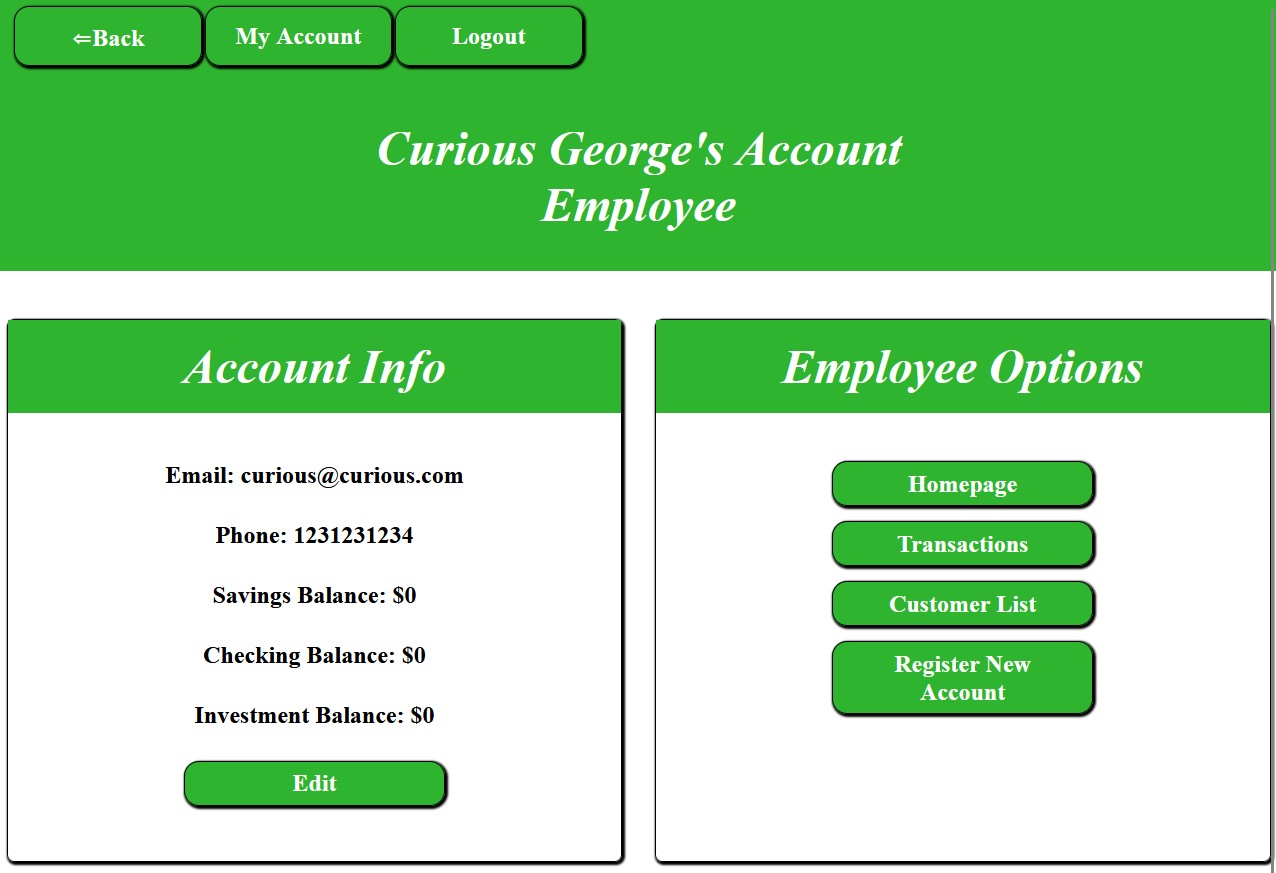 ⇐Back
My Account
Logout
Curious George's Account
Employee
Account Info
Email: curious@curious.com
Phone: 1231231234
Savings Balance: $0
Checking Balance: $0
Investment Balance: $0
Edit
Employee Options
Homepage
Transactions
Customer List
Register New
Account